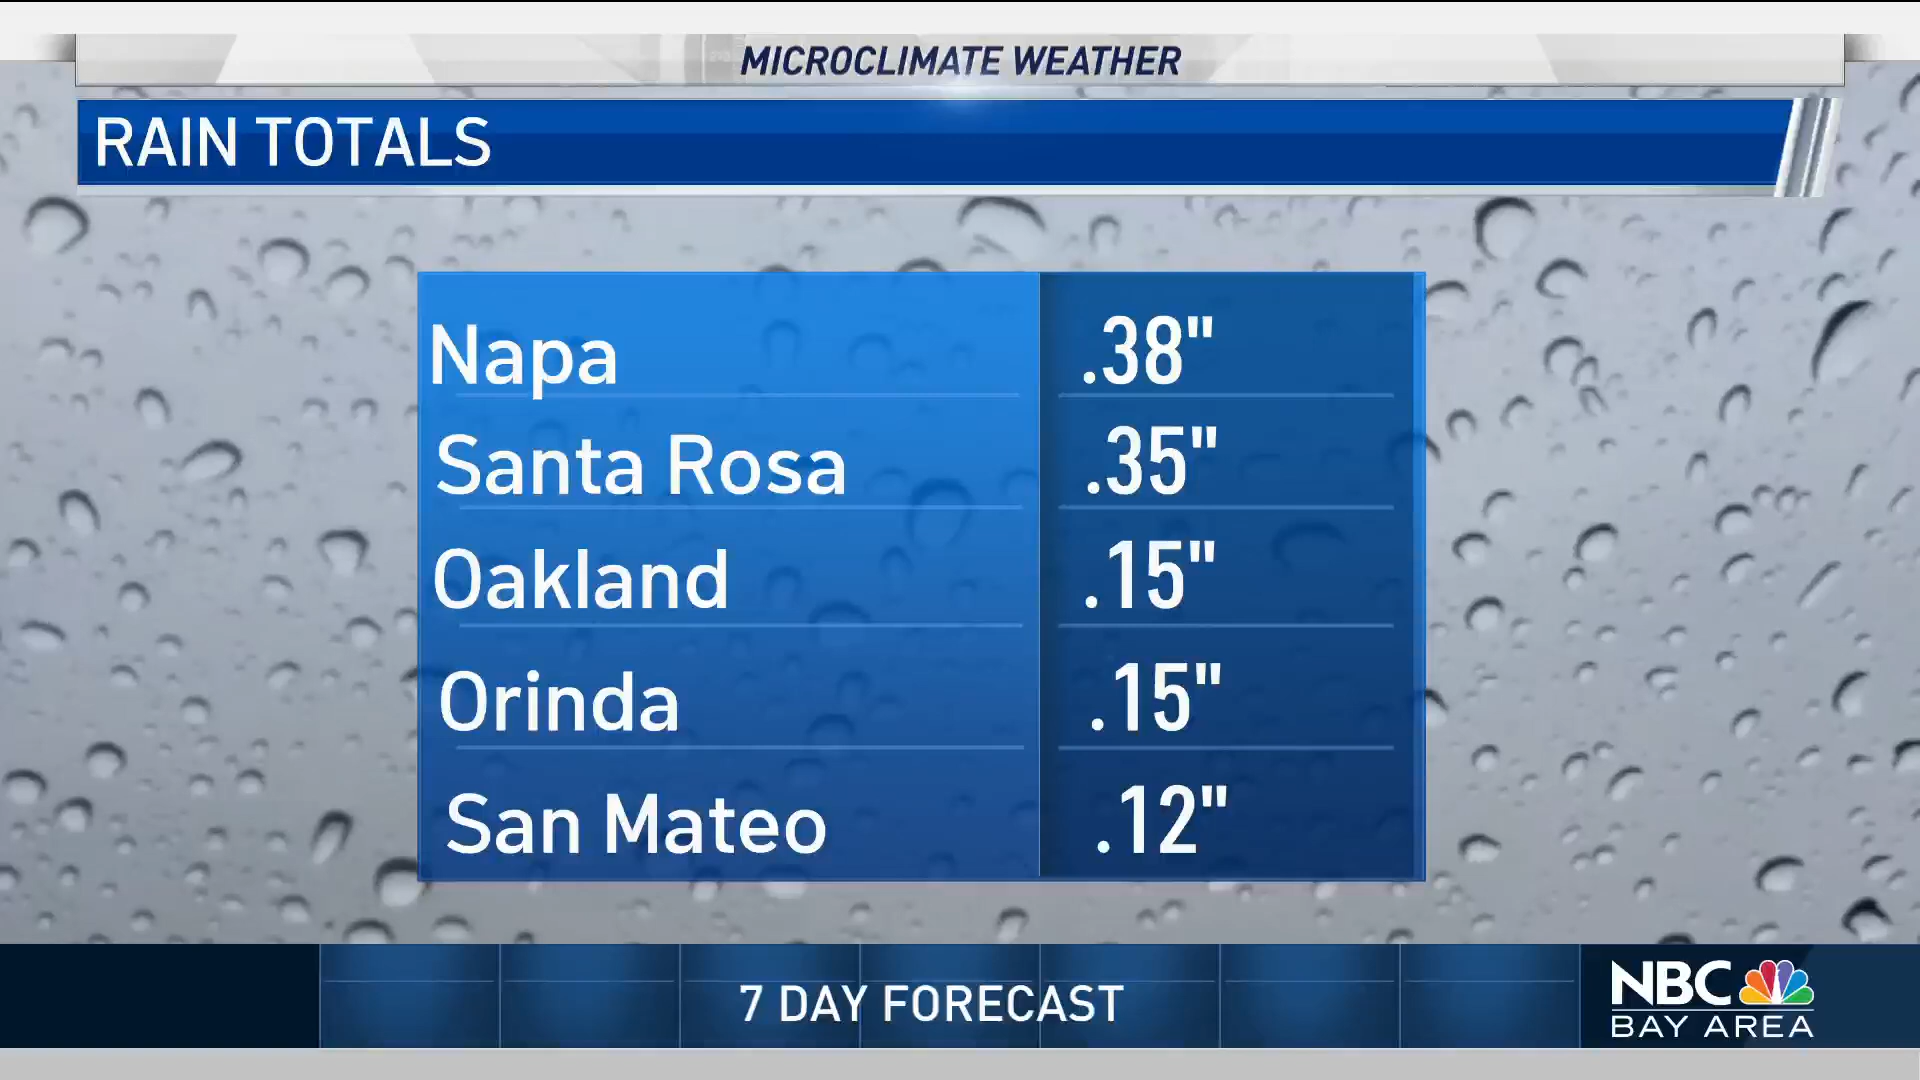 MICROCLIMATE WEATHER
RAIN TOTALS
Napa .38"
Santa Rosa .35"
Oakland .15"
Orinda .15"
San Mateo .12"
7 DAY FORECAST
NBC
BAY AREA